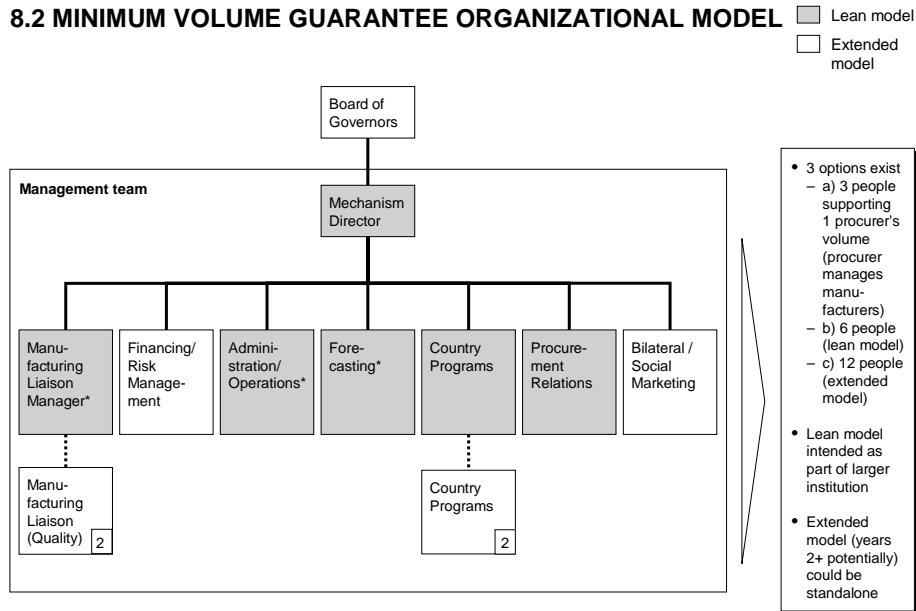 8.2 MINIMUM VOLUME GUARANTEE ORGANIZATIONAL MODEL
Lean model
Extended
model
Board of
Governors
Management team
Mechanism
Director
Manu-
facturing
Liaison
Manager*
Financing/
Risk
Manage-
ment
Admini-
stration/
Operations*
Fore-
casting*
Country
Programs
Procure-
ment
Relations
Bilateral /
Social
Marketing
Manu-
facturing
Liaison
(Quality)
2
Country
Programs
2
• 3 options exist
– a) 3 people
supporting
1 procurer's
volume
(procurer
manages
manu-
facturers)
– b) 6 people
(lean model)
– c) 12 people
(extended
model)
• Lean model
intended as
part of larger
institution
• Extended
model (years
2+ potentially)
could be
standalone